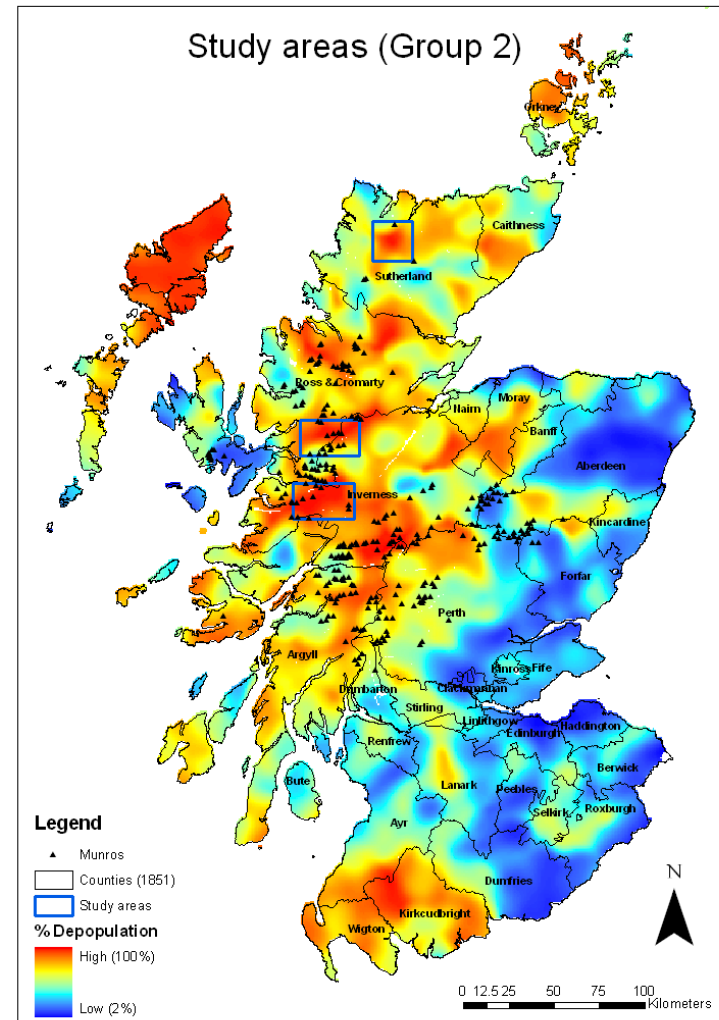 Study areas (Group 2)
Orkney
Caithness
Sutherland
Ross & Cromarty
Nairn
Moray
Banff
Aberdeen
Inverness
Kincardine
Forfar
Perth
Argyll
Kinross
Fife
Clackmannan
Dumbarton
Stirling
Linlithgow
Edinburgh
Haddington
Renfrew
Bute
Lanark
Peebles
Berwick
Selkirk
Roxburgh
Ayr
Dumfries
Kirkcudbright
Wigton
Legend
Munros
Counties (1851)
Study areas
% Depopulation
High (100%)
Low (2%)
N
0 12.5 25 50 75 100
Kilometers